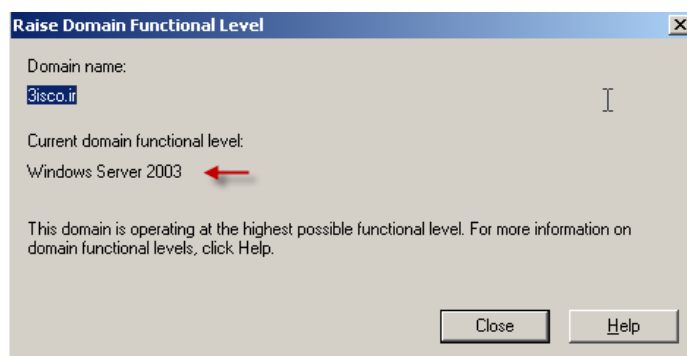 Raise Domain Functional Level
Domain name:
3isco.ir
Current domain functional level:
Windows Server 2003
This domain is operating at the highest possible functional level. For more information on
domain functional levels, click Help.
Close
Help